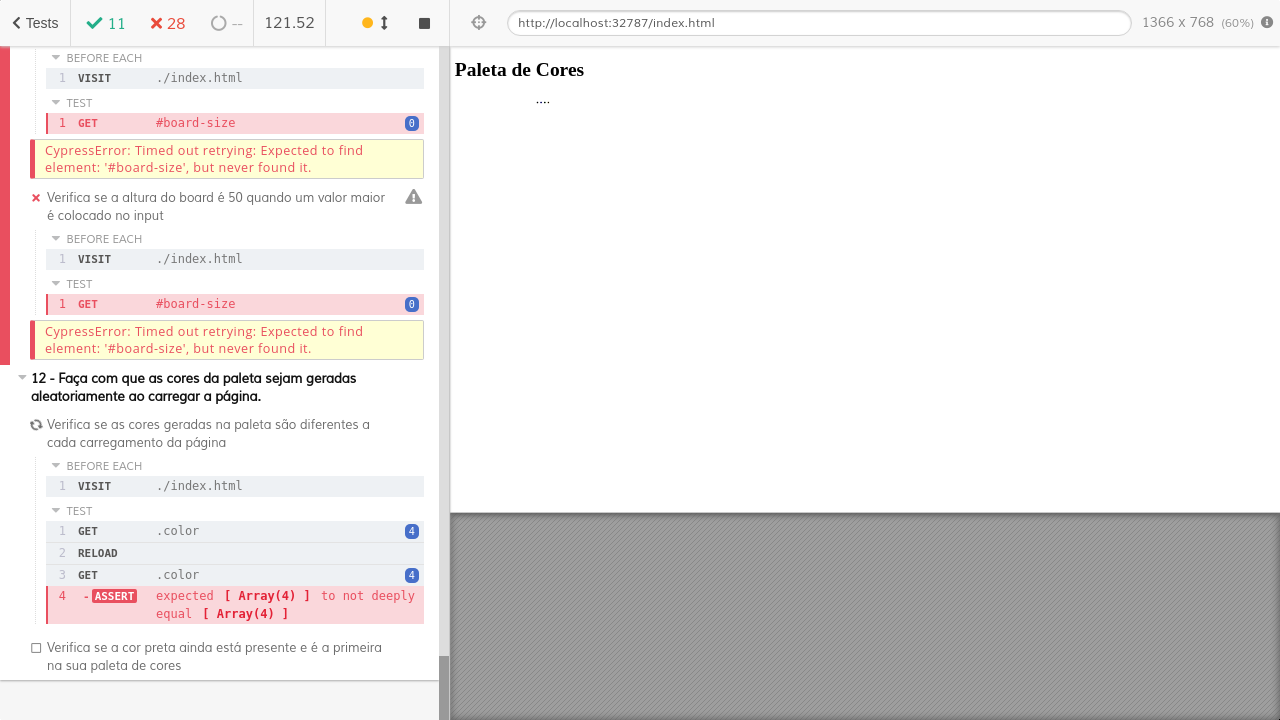 Tests 11 28 -- 121.52 http://localhost:32787/index.html 1366 x 768 (60%)
BEFORE EACH
1 VISIT ./index.html
TEST
1 GET #board-size 0
CypressError: Timed out retrying: Expected to find
element: '#board-size', but never found it.
Verifica se a altura do board é 50 quando um valor maior
é colocado no input
BEFORE EACH
1 VISIT ./index.html
TEST
1 GET #board-size 0
CypressError: Timed out retrying: Expected to find
element: '#board-size', but never found it.
12 - Faça com que as cores da paleta sejam geradas
aleatoriamente ao carregar a página.
Verifica se as cores geradas na paleta são diferentes a
cada carregamento da página
BEFORE EACH
1 VISIT ./index.html
TEST
1 GET .color 4
2 RELOAD
3 GET .color 4
4 -ASSERT expected [ Array(4) ] to not deeply
equal [ Array(4) ]
Verifica se a cor preta ainda está presente e é a primeira
na sua paleta de cores
Paleta de Cores
....